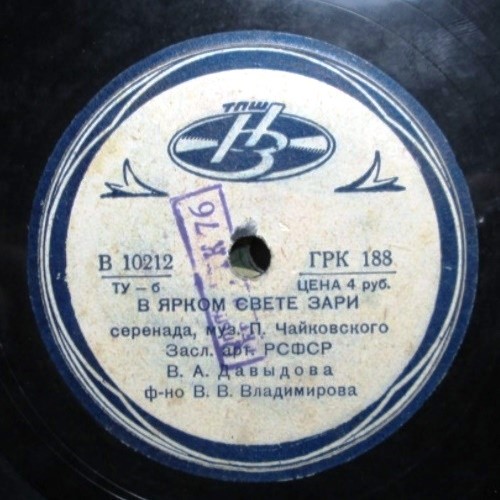 ТПШ
НВ
В 10212
ГРК 188
ТУ – б
ЦЕНА 4 руб.
В ЯРКОМ СВЕТЕ ЗАРИ
серенада, муз. П. Чайковского
Засл. арт. РСФСР
В. А. Давыдова
ф-но В. В. Владимирова